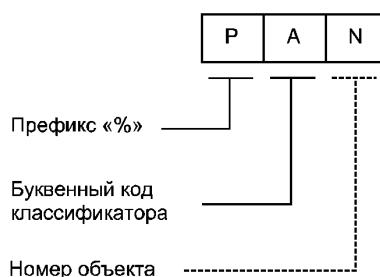 P A N
Префикс «%»
Буквенный код
классификатора
Номер объекта